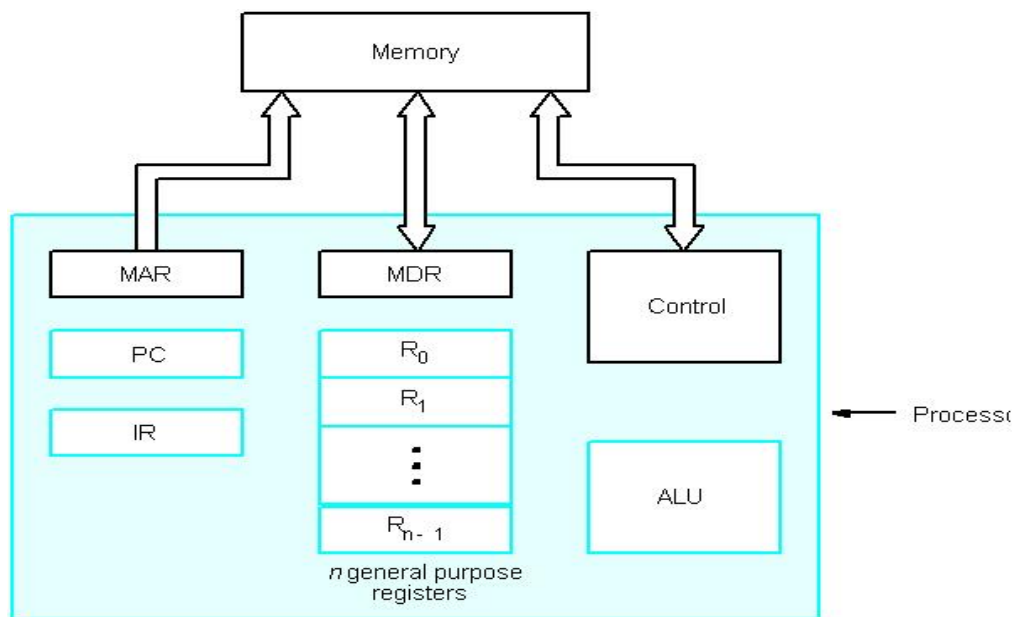 Memory
MAR
MDR
Control
PC
R0
R1
IR
Processo
ALU
Rn- 1
n general purpose
registers